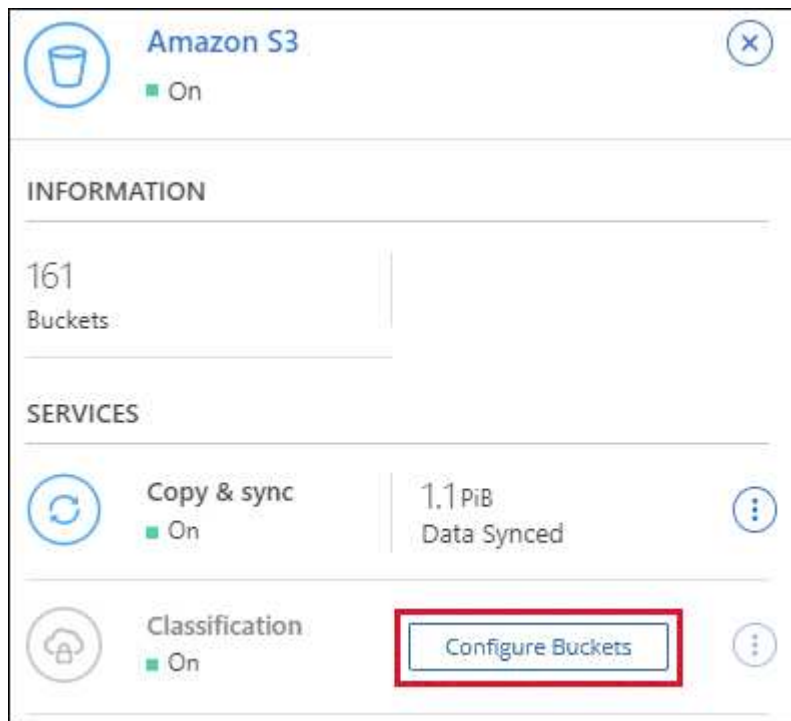 Amazon S3
On
INFORMATION
161
Buckets
SERVICES
Copy & sync
On
1.1 PiB
Data Synced
Classification
On
Configure Buckets